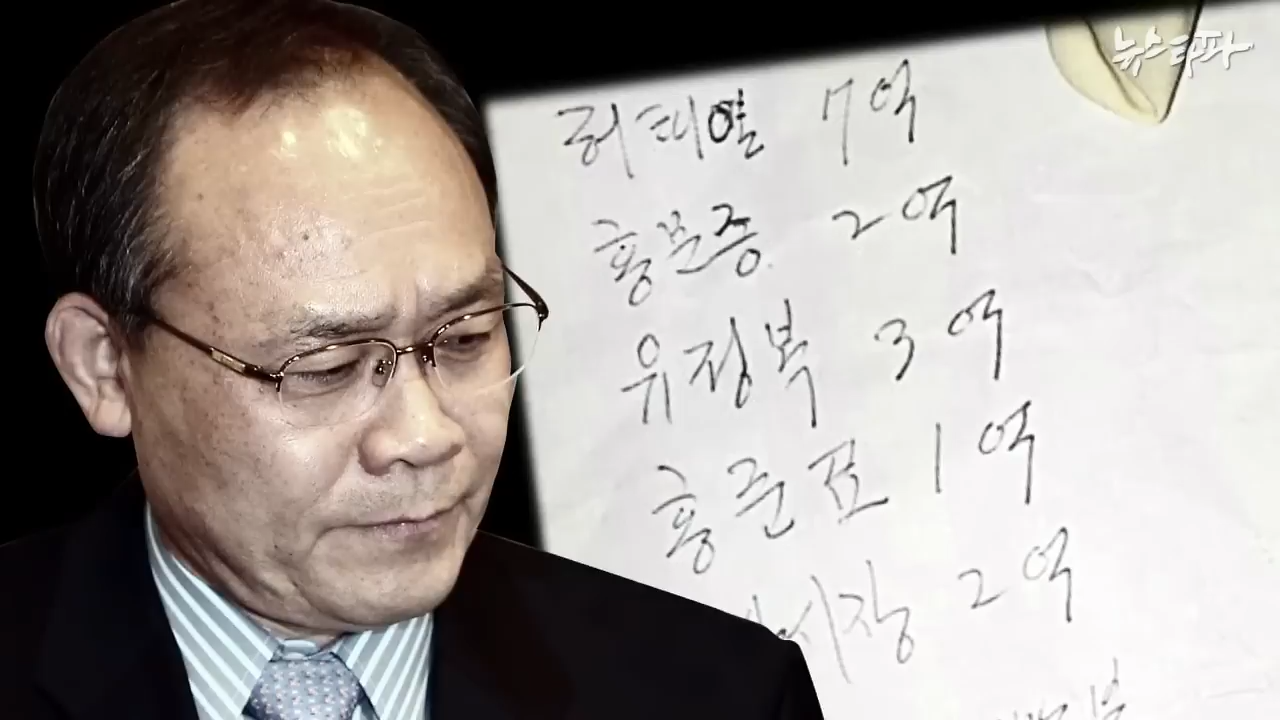 뉴스타파
허태열 7억
홍문종 2억
유정복 3억
홍준표 1억
시장 2억